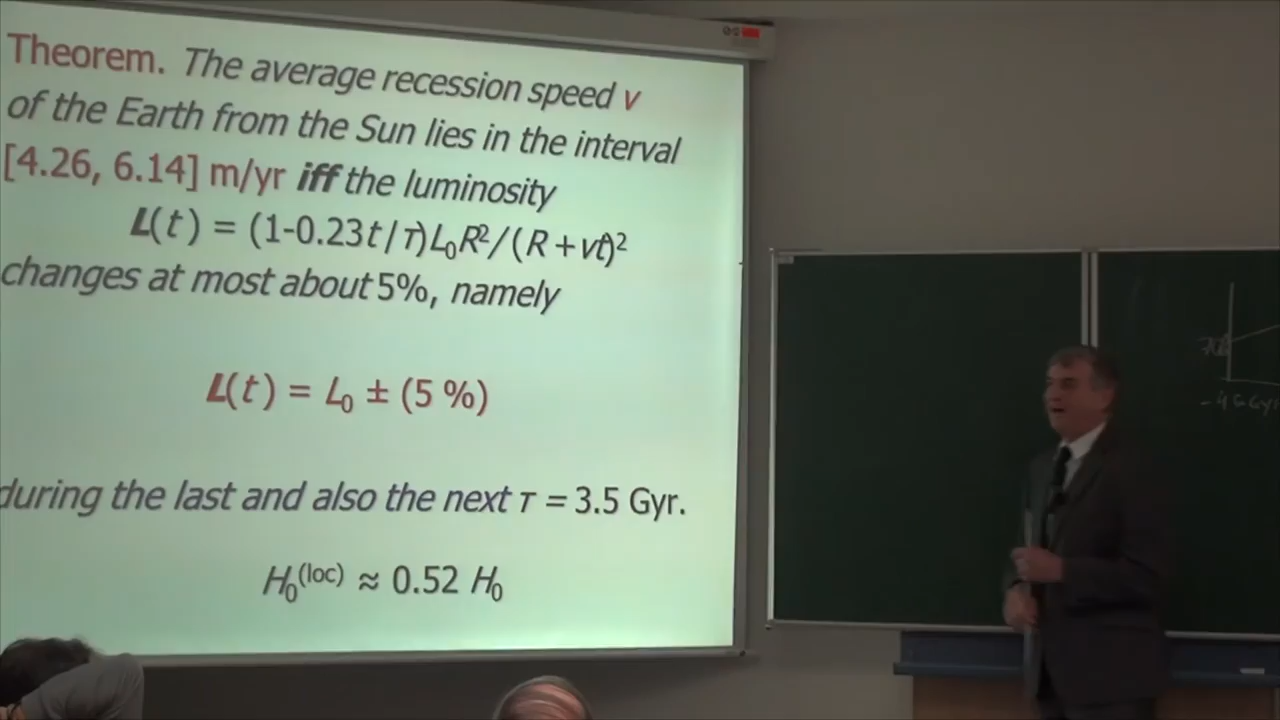 Theorem. The average recession speed v
of the Earth from the Sun lies in the interval
[4.26, 6.14] m/yr iff the luminosity
L(t) = (1-0.23t/τ)L₀R²/(R+vt)²
changes at most about 5%, namely
L(t) = L₀ ± (5 %)
during the last and also the next τ = 3.5 Gyr.
H₀⁽ˡᵒᶜ⁾ ≈ 0.52 H₀